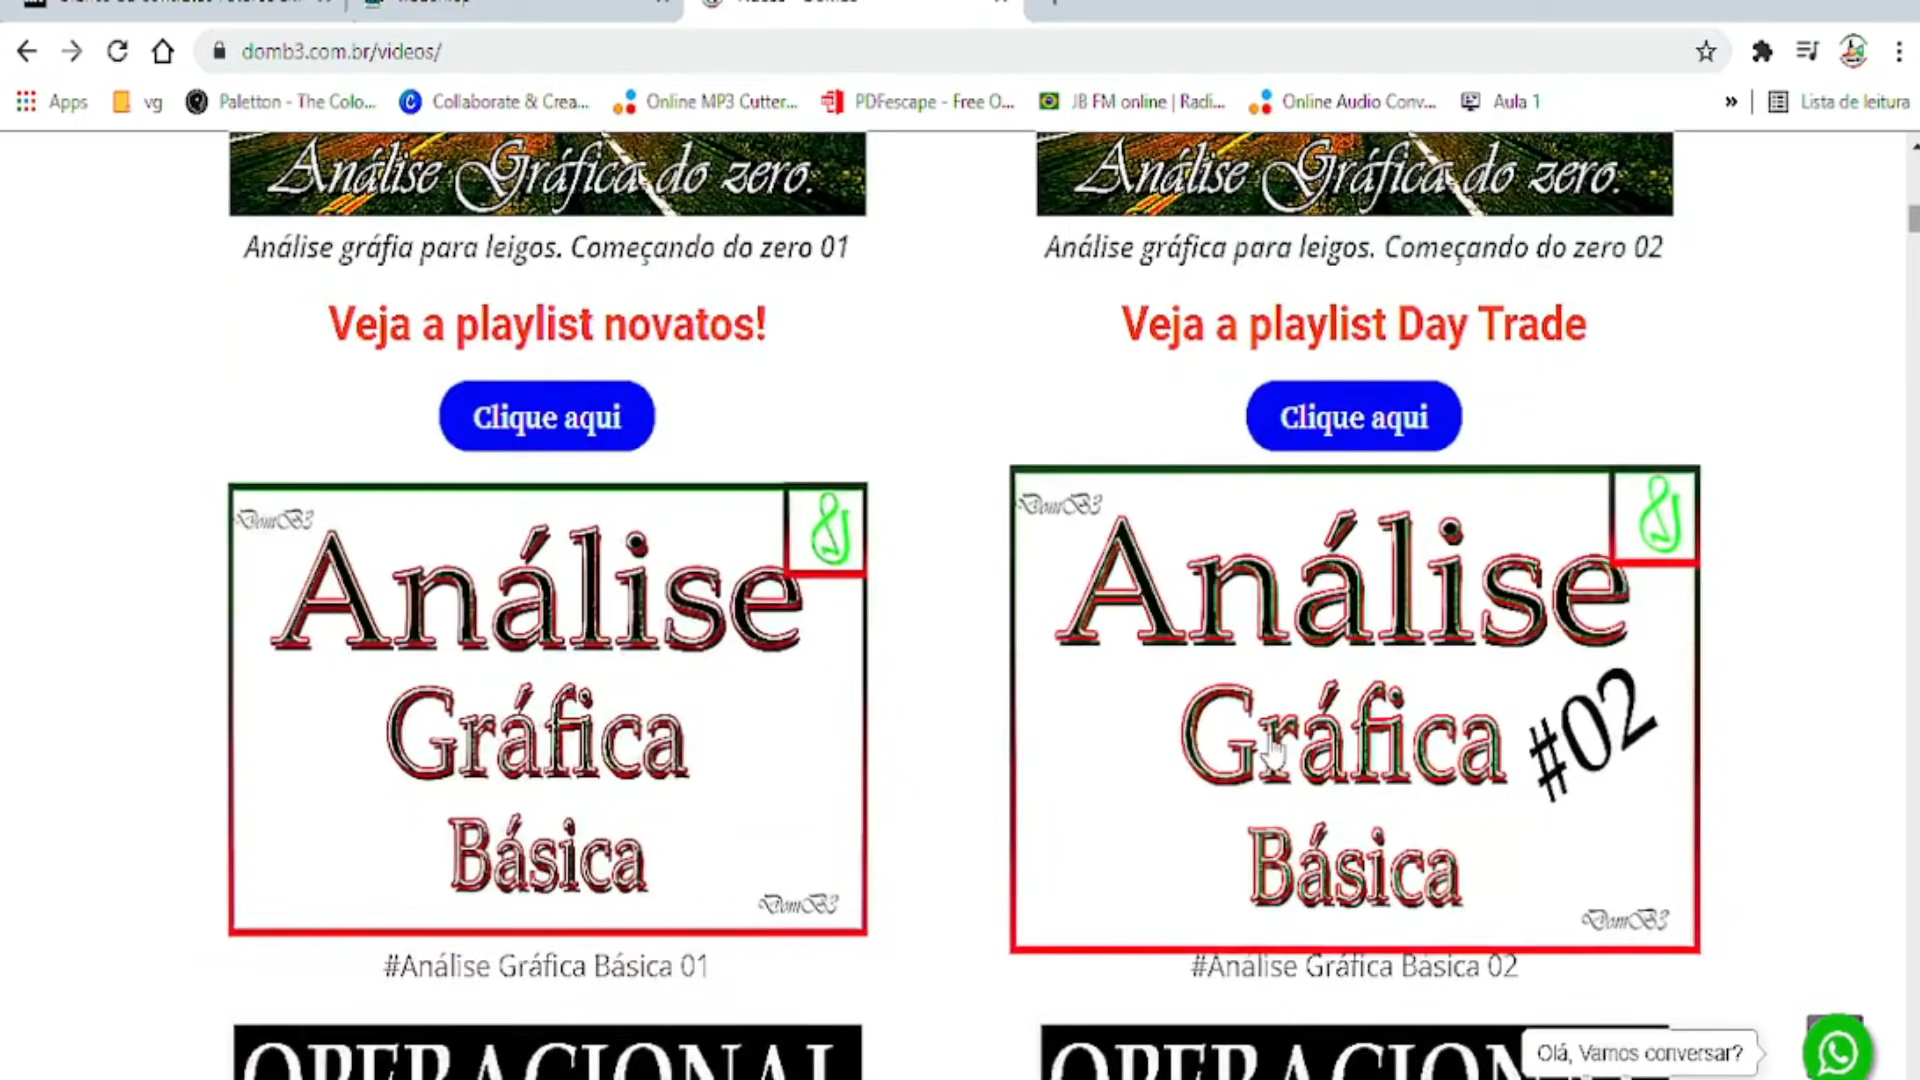 domb3.com.br/videos/
Apps
vg
Paletton - The Colo...
Collaborate & Crea...
Online MP3 Cutter...
PDFescape - Free O...
JB FM online | Radi...
Online Audio Conv...
Aula 1
»
Lista de leitura
Análise Gráfica do zero.
Análise Gráfica do zero.
Análise gráfia para leigos. Começando do zero 01
Análise gráfica para leigos. Começando do zero 02
Veja a playlist novatos!
Veja a playlist Day Trade
Clique aqui
Clique aqui
DomB3
Análise
Gráfica
Básica
DomB3
DomB3
Análise
Gráfica
#02
Básica
DomB3
#Análise Gráfica Básica 01
#Análise Gráfica Básica 02
OPERACIONAL
OPERACIONAL
Olá, Vamos conversar?